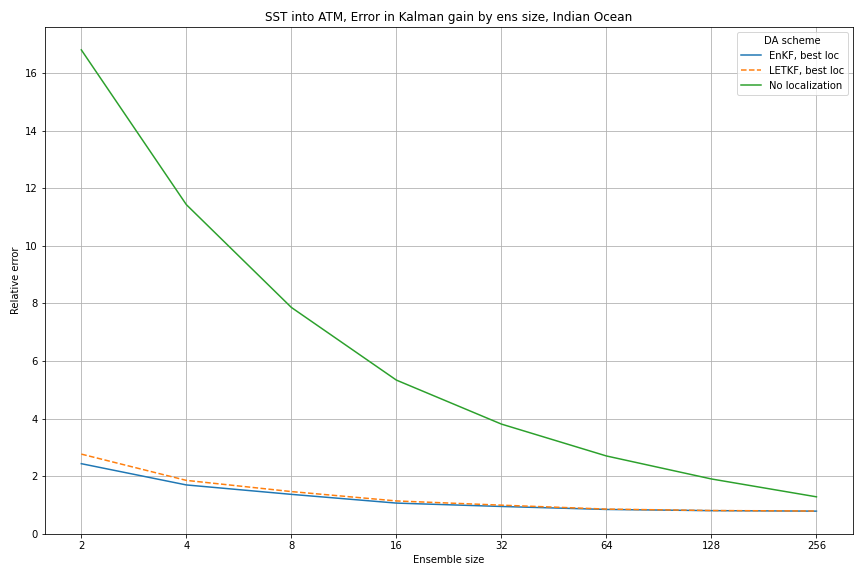 SST into ATM, Error in Kalman gain by ens size, Indian Ocean
DA scheme
EnKF, best loc
LETKF, best loc
No localization
16
14
12
10
8
6
4
2
0
Relative error
2 4 8 16 32 64 128 256
Ensemble size